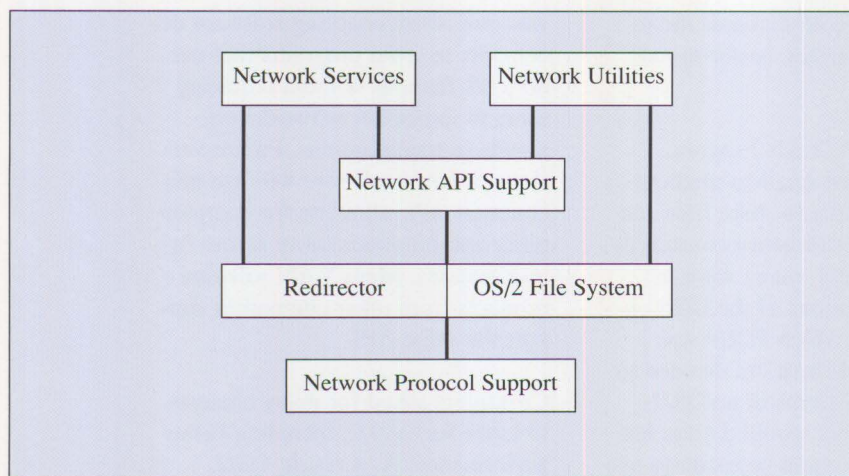 Network Services
Network Utilities
Network API Support
Redirector
OS/2 File System
Network Protocol Support